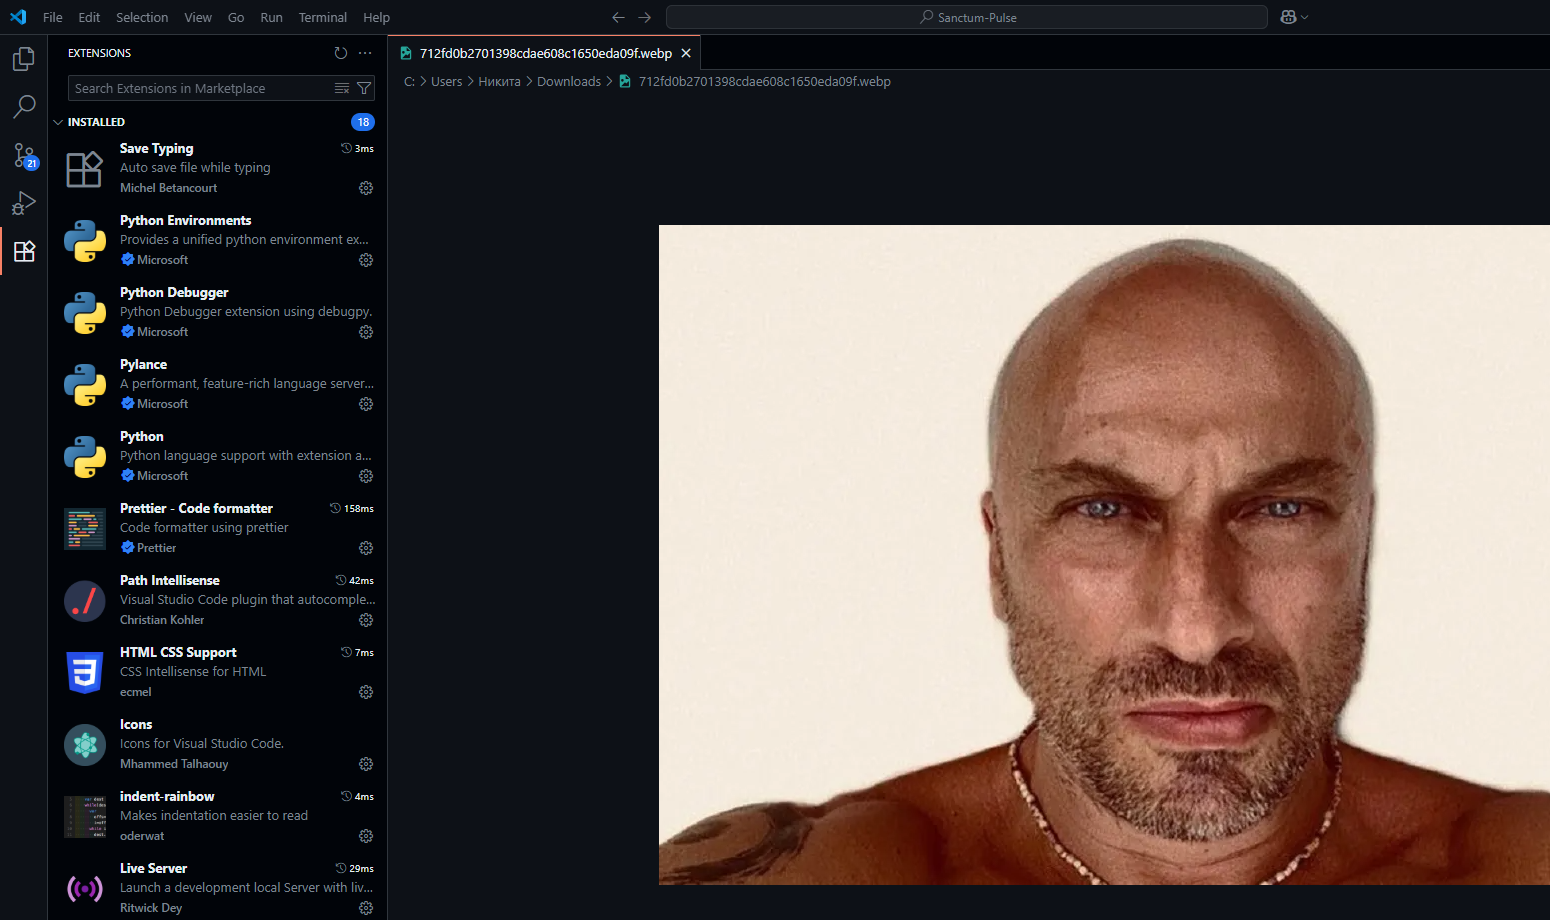 File Edit Selection View Go Run Terminal Help
Sanctum-Pulse
EXTENSIONS
712fd0b2701398cdae608c1650eda09f.webp
C: > Users > Никита > Downloads > 712fd0b2701398cdae608c1650eda09f.webp
Search Extensions in Marketplace
INSTALLED 18
21
Save Typing 3ms
Auto save file while typing
Michel Betancourt
Python Environments
Provides a unified python environment ex...
Microsoft
Python Debugger
Python Debugger extension using debugpy.
Microsoft
Pylance
A performant, feature-rich language server...
Microsoft
Python
Python language support with extension a...
Microsoft
Prettier - Code formatter 158ms
Code formatter using prettier
Prettier
Path Intellisense 42ms
Visual Studio Code plugin that autocomple...
Christian Kohler
HTML CSS Support 7ms
CSS Intellisense for HTML
ecmel
Icons
Icons for Visual Studio Code.
Mhammed Talhaouy
indent-rainbow 4ms
Makes indentation easier to read
oderwat
Live Server 29ms
Launch a development local Server with liv...
Ritwick Dey